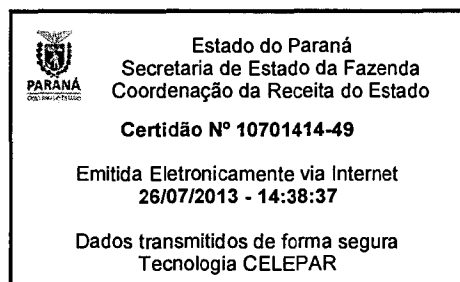 Estado do Paraná
Secretaria de Estado da Fazenda
PARANÁ
Coordenação da Receita do Estado
Certidão Nº 10701414-49
Emitida Eletronicamente via Internet
26/07/2013 - 14:38:37
Dados transmitidos de forma segura
Tecnologia CELEPAR